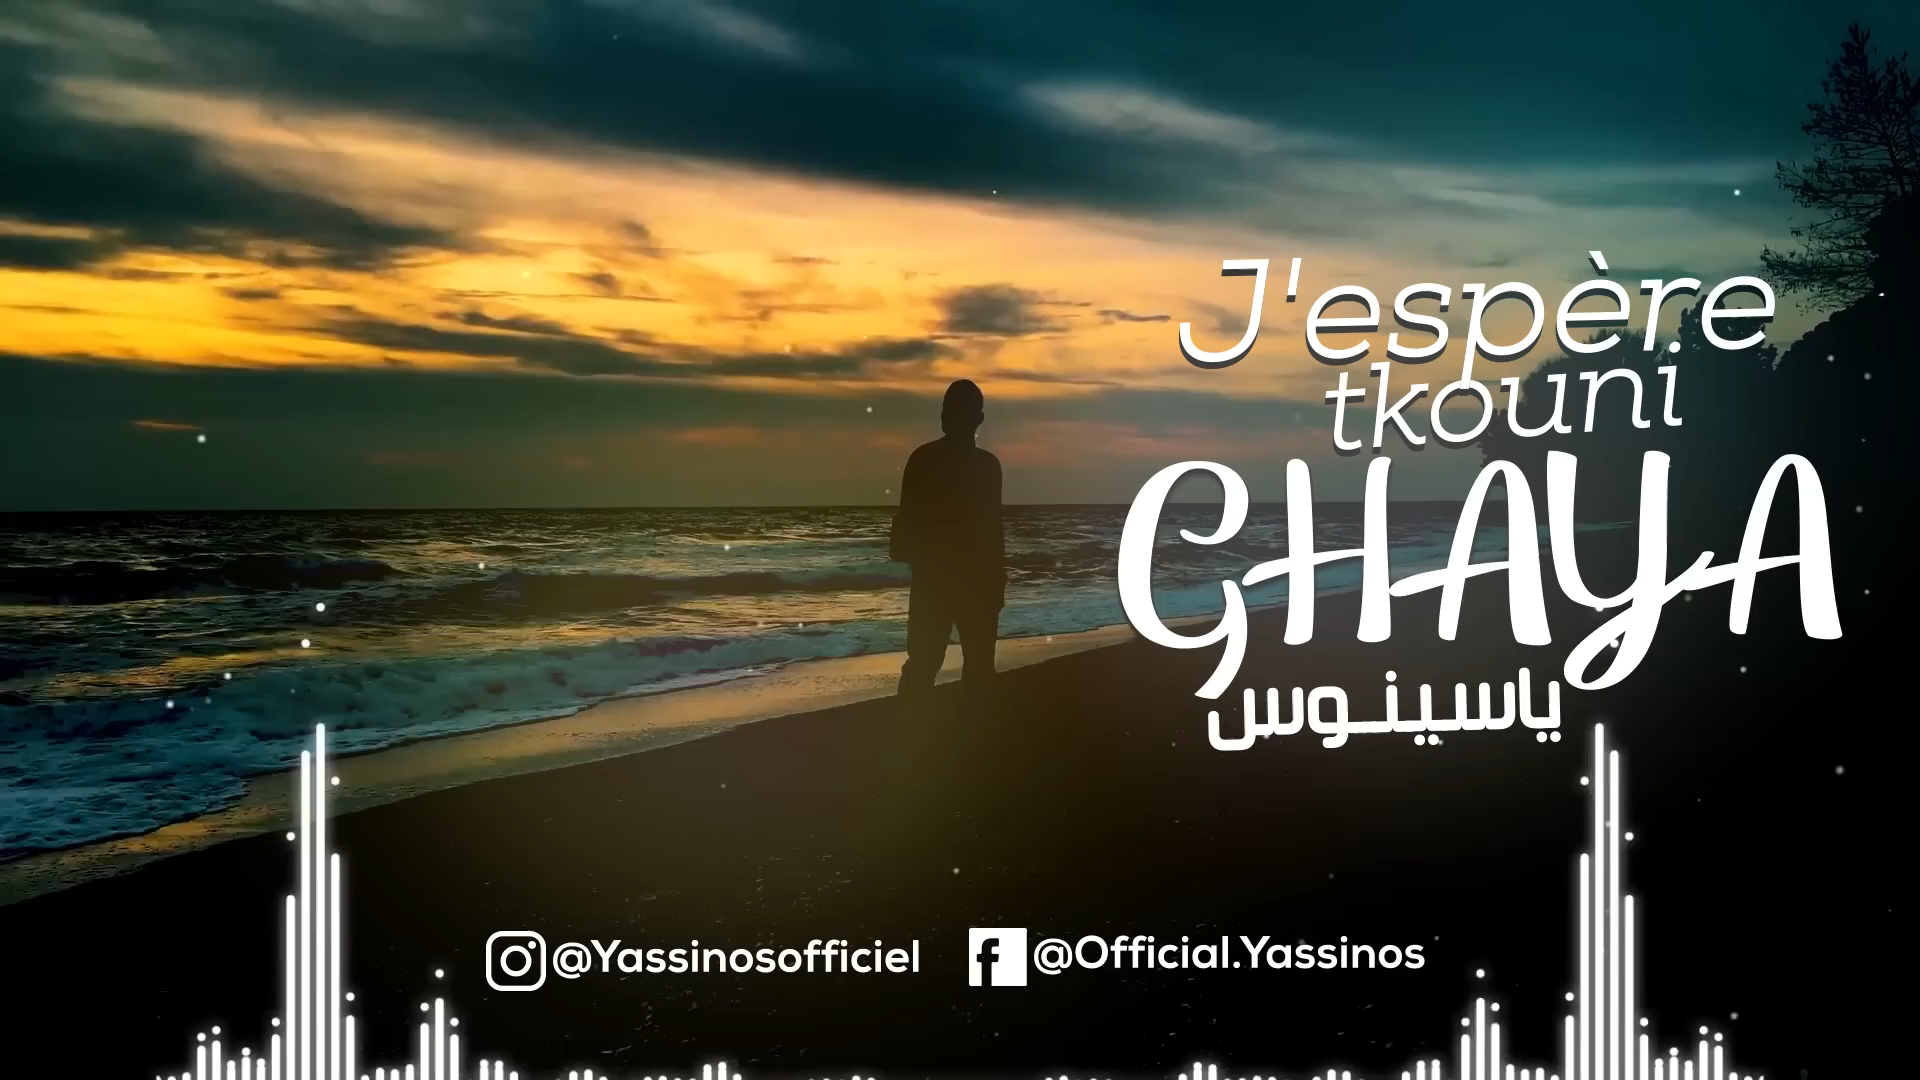 J'espère
tkouni
GHAYA
ياسينوس
@Yassinosofficiel
@Official.Yassinos